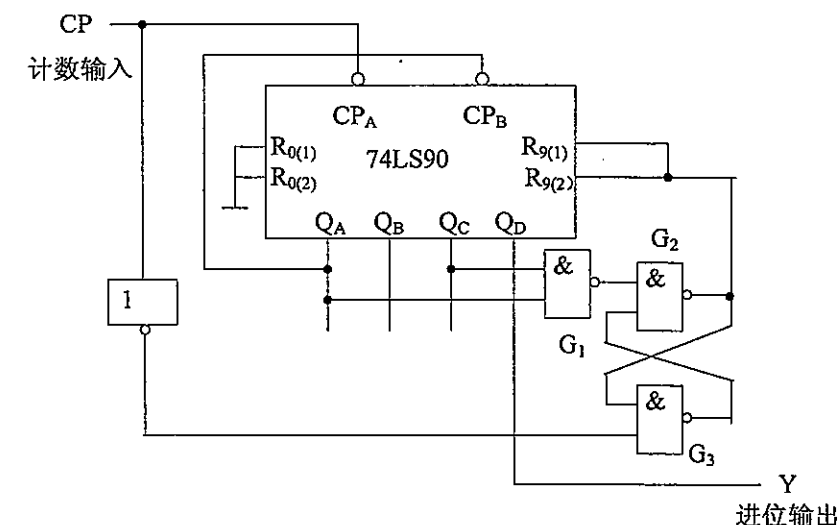 CP
计数输入
CP_A CP_B
R_0(1) 74LS90 R_9(1)
R_0(2) R_9(2)
Q_A Q_B Q_C Q_D
& G_2
1 &
G_1
&
G_3
Y
进位输出